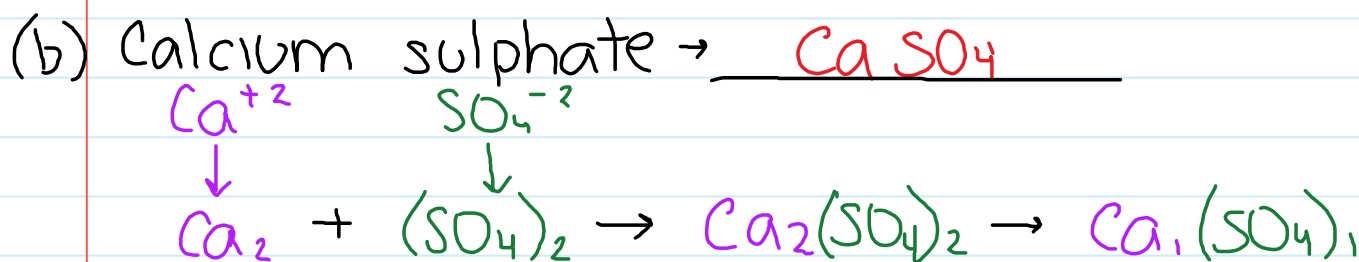 (b) Calcium sulphate → CaSO₄
Ca⁺² SO₄⁻²
Ca₂ + (SO₄)₂ → Ca₂(SO₄)₂ → Ca₁(SO₄)₁